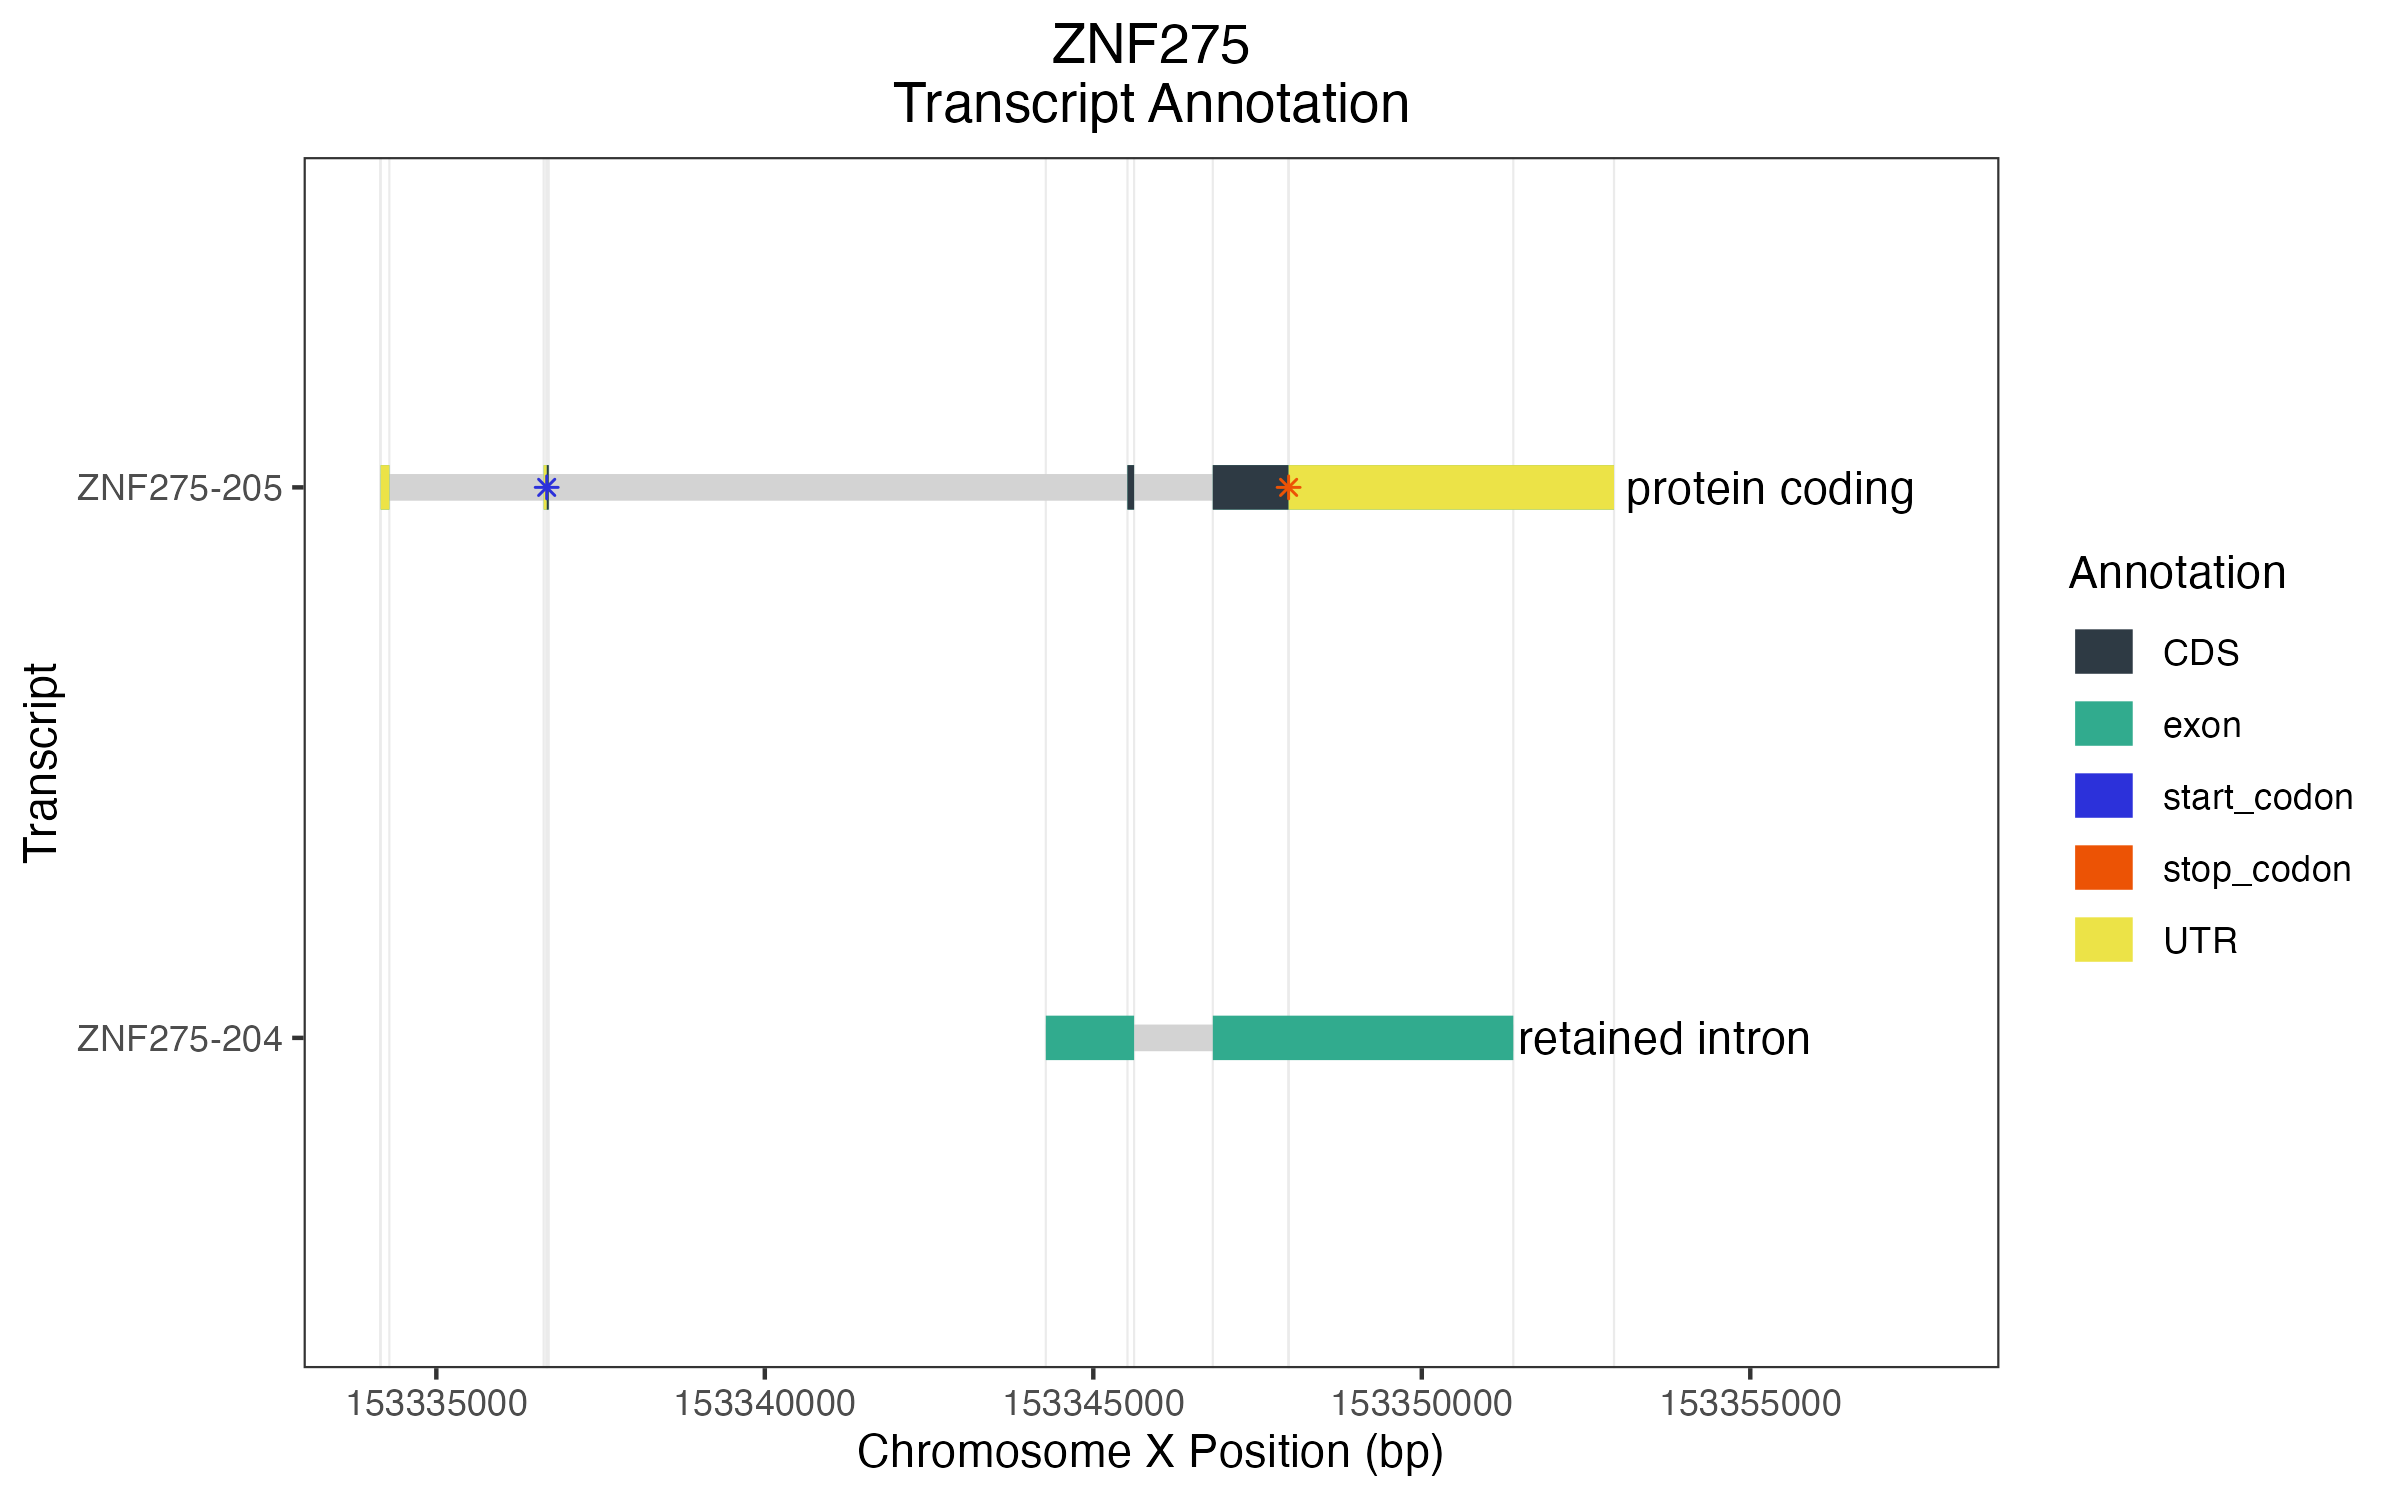 ZNF275
Transcript Annotation
Transcript
ZNF275-205
protein coding
ZNF275-204
retained intron
153335000 153340000 153345000 153350000 153355000
Chromosome X Position (bp)
Annotation
CDS
exon
start_codon
stop_codon
UTR